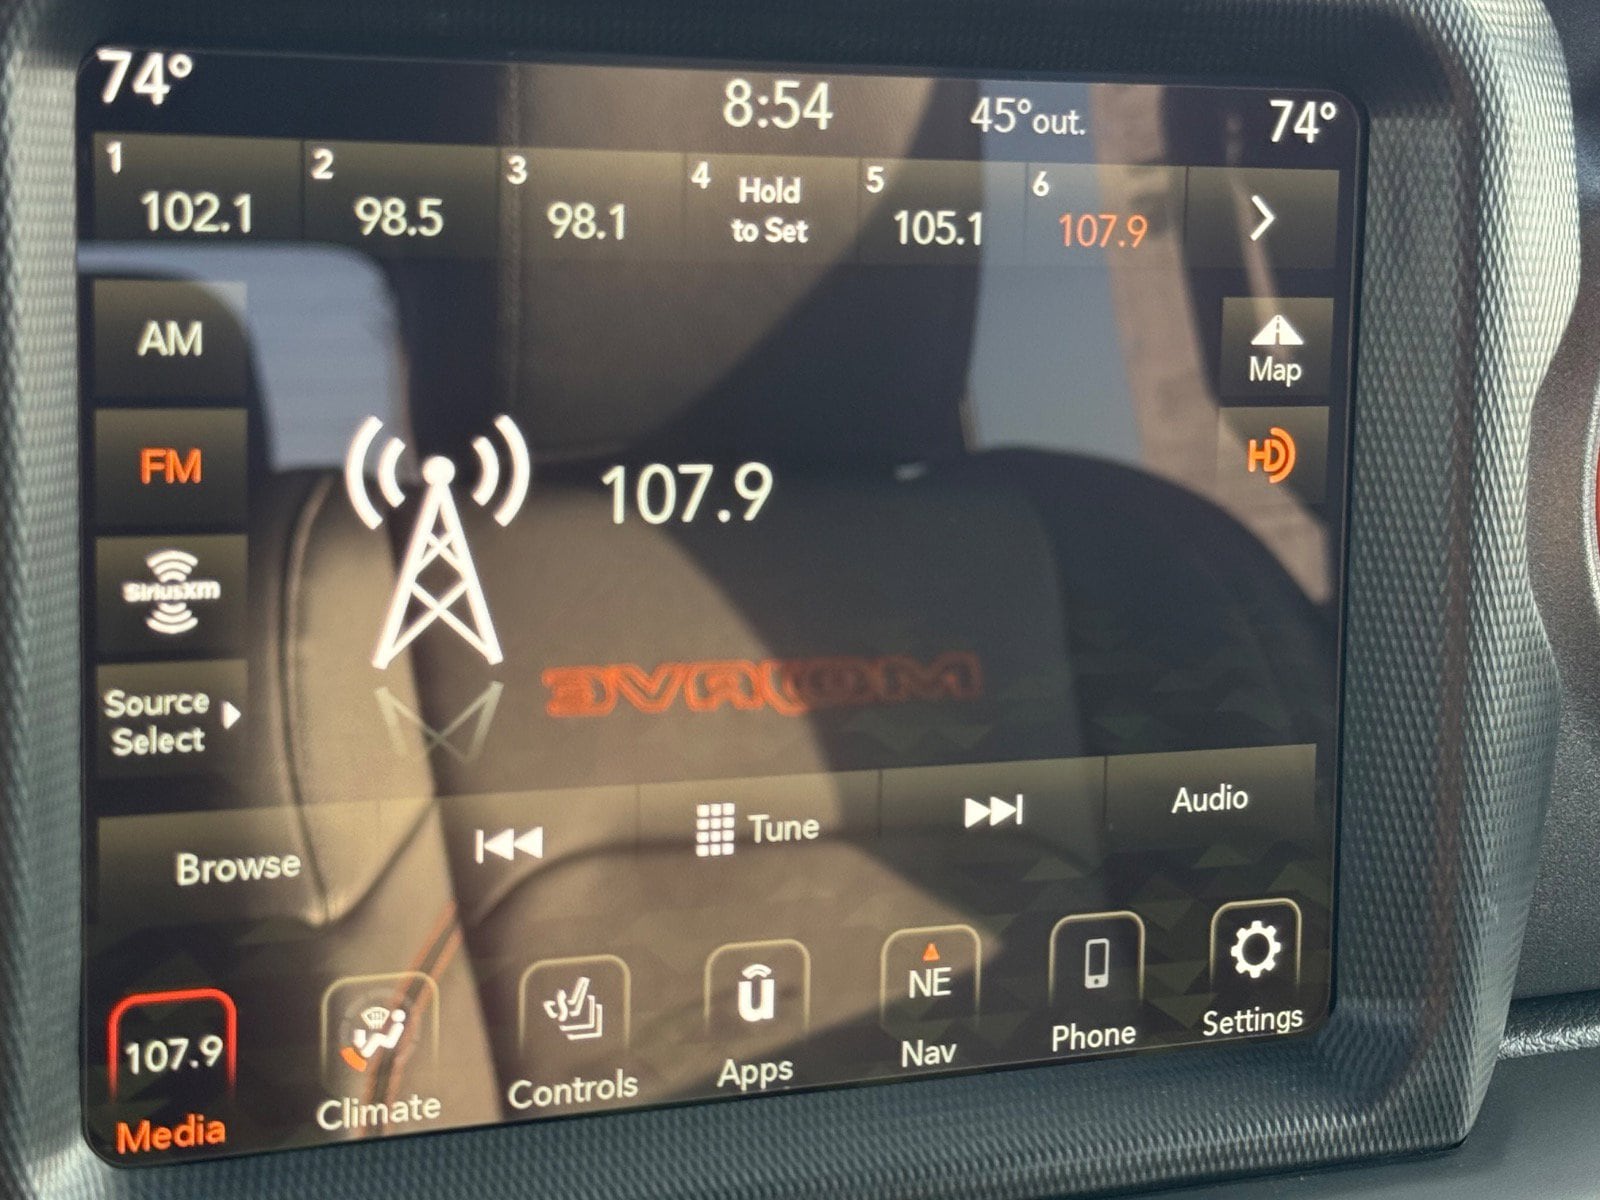 74° 8:54 45° out. 74°
1 102.1 2 98.5 3 98.1 4 Hold to Set 5 105.1 6 107.9
AM
Map
FM
HD
107.9
SiriusXM
Source
Select
MOJAVE
Browse Tune Audio
107.9 NE
Media Climate Controls Apps Nav Phone Settings